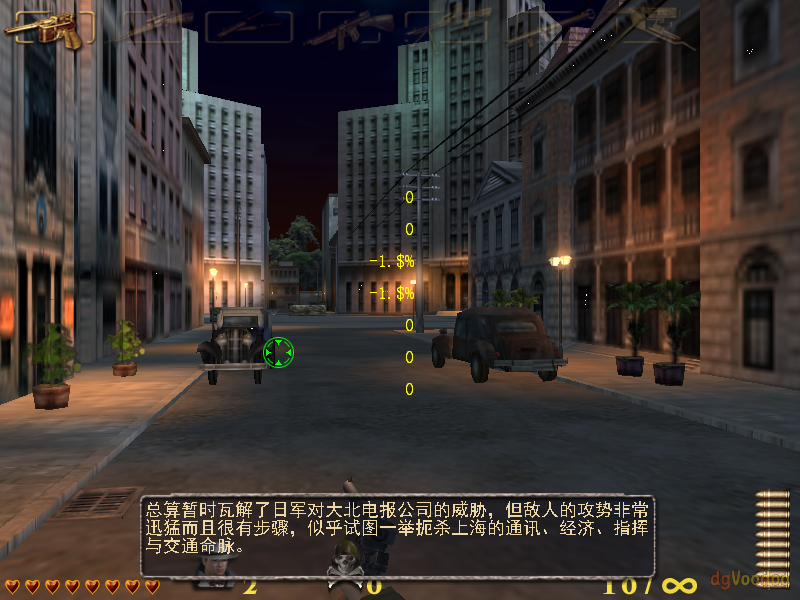 0
0
-1.$%
-1.$%
0
0
0
总算暂时瓦解了日军对大北电报公司的威胁，但敌人的攻势非常
迅猛而且很有步骤，似乎试图一举扼杀上海的通讯、经济、指挥
与交通命脉。
2 0 10/∞
dgVoodoo